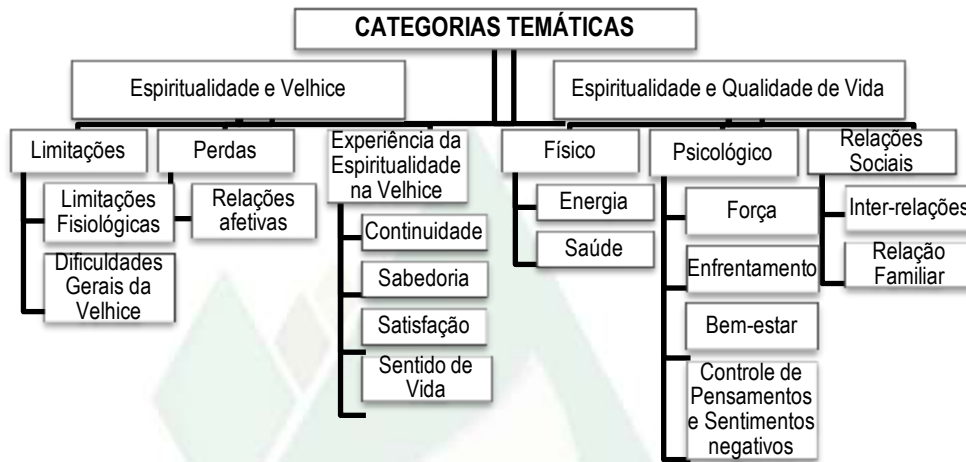 CATEGORIAS TEMÁTICAS
Espiritualidade e Velhice
Espiritualidade e Qualidade de Vida
Limitações
Limitações
Fisiológicas
Dificuldades
Gerais da
Velhice
Perdas
Relações
afetivas
Experiência da
Espiritualidade
na Velhice
Continuidade
Sabedoria
Satisfação
Sentido de
Vida
Físico
Energia
Saúde
Psicológico
Força
Enfrentamento
Bem-estar
Controle de
Pensamentos
e Sentimentos
negativos
Relações
Sociais
Inter-relações
Relação
Familiar